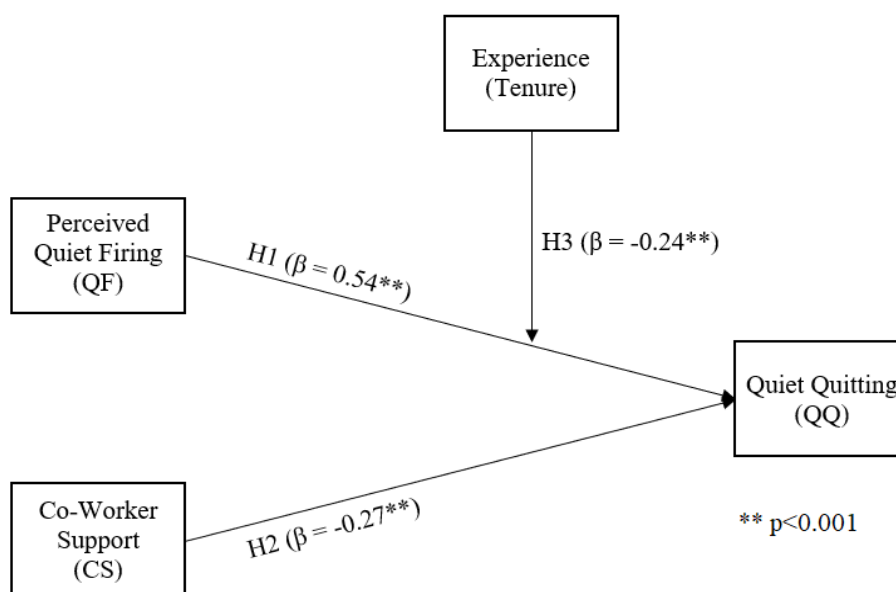 Experience
(Tenure)
Perceived
Quiet Firing
(QF)
H1 (β = 0.54**)
H3 (β = -0.24**)
Quiet Quitting
(QQ)
Co-Worker
Support
(CS)
H2 (β = -0.27**)
** p<0.001